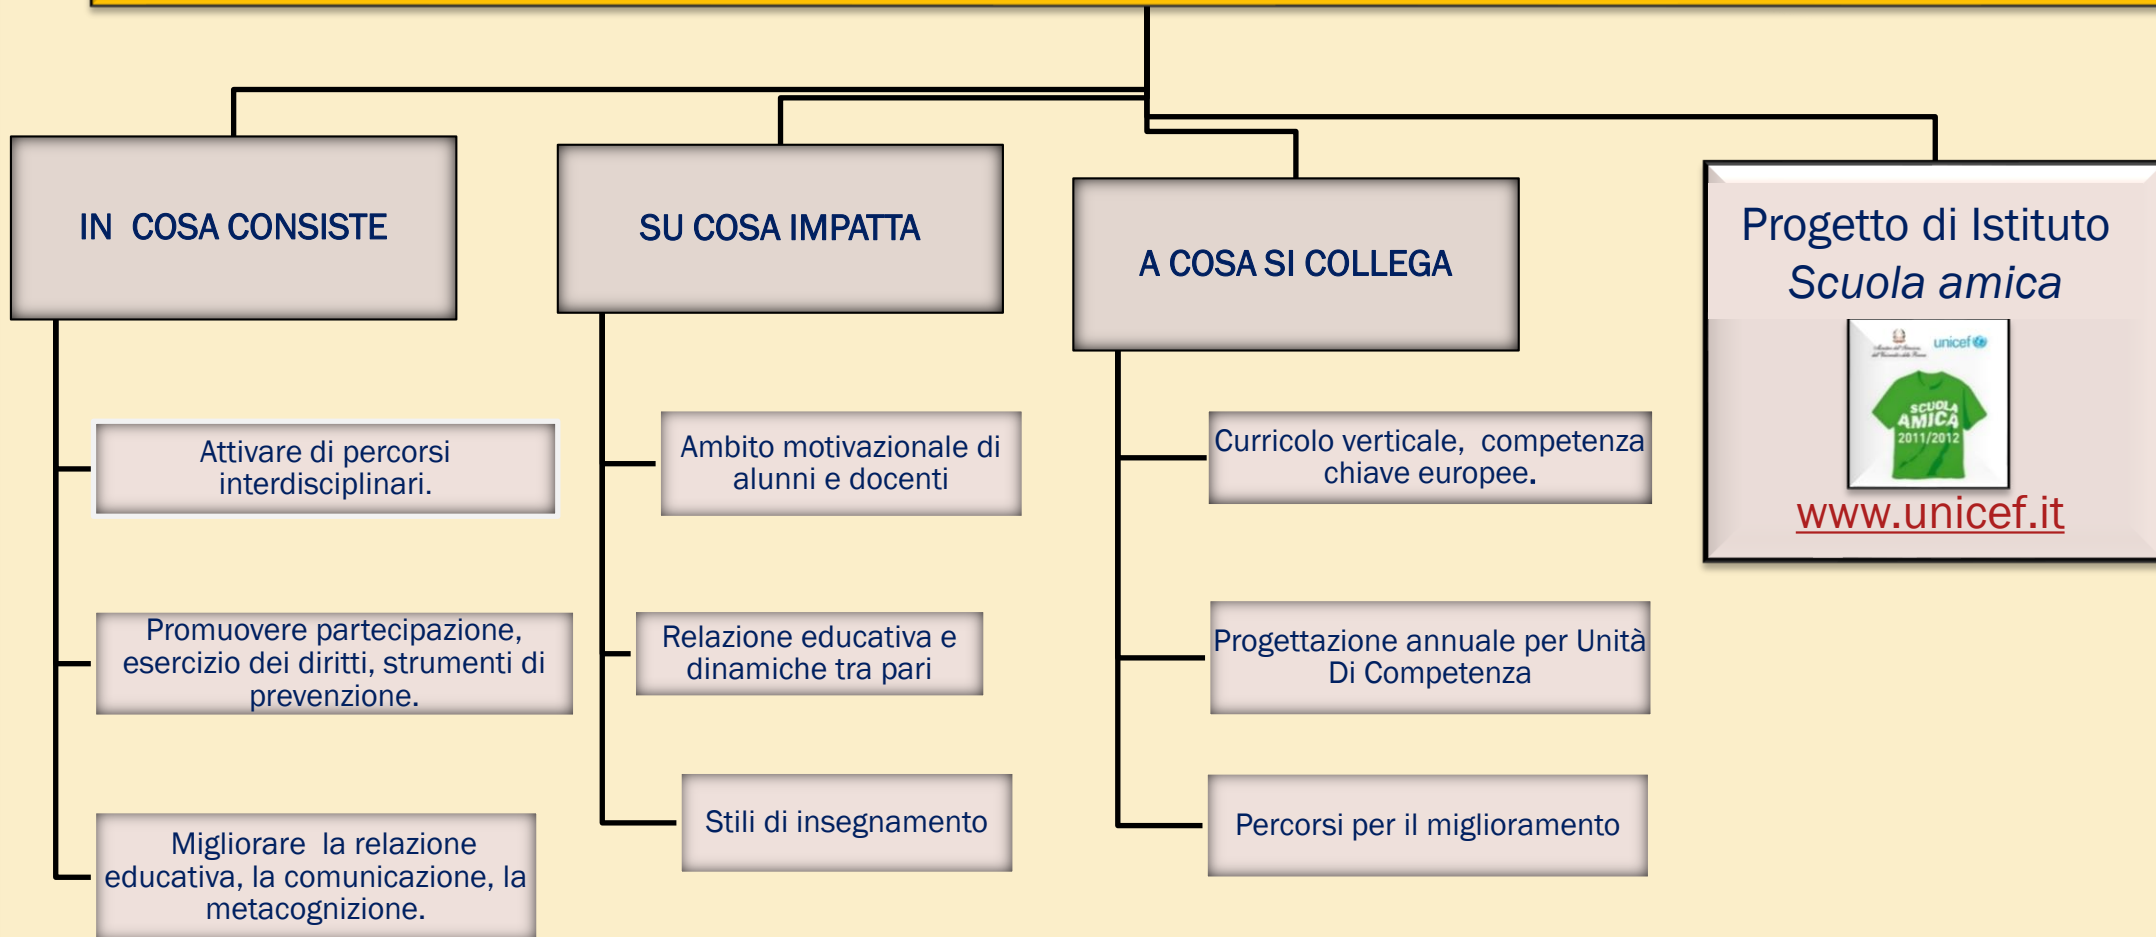 IN COSA CONSISTE
Attivare di percorsi
interdisciplinari.
Promuovere partecipazione,
esercizio dei diritti, strumenti di
prevenzione.
Migliorare la relazione
educativa, la comunicazione, la
metacognizione.
SU COSA IMPATTA
Ambito motivazionale di
alunni e docenti
Relazione educativa e
dinamiche tra pari
Stili di insegnamento
A COSA SI COLLEGA
Curricolo verticale, competenza
chiave europee.
Progettazione annuale per Unità
Di Competenza
Percorsi per il miglioramento
Progetto di Istituto
Scuola amica
unicef
SCUOLA
AMICA
2011/2012
www.unicef.it